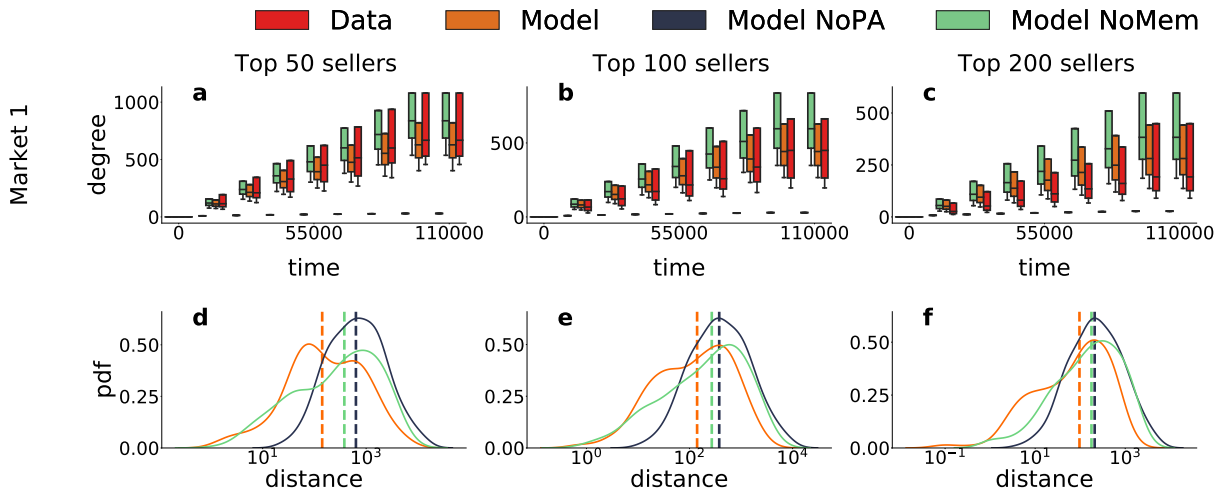 Data Model Model NoPA Model NoMem
Top 50 sellers Top 100 sellers Top 200 sellers
Market 1
degree
a
1000
500
0
0 55000 110000
time
b
500
0
0 55000 110000
time
c
500
250
0
0 55000 110000
time
pdf
d
0.50
0.25
0.00
10^1 10^3
distance
e
0.50
0.25
0.00
10^0 10^2 10^4
distance
f
0.50
0.25
0.00
10^−1 10^1 10^3
distance